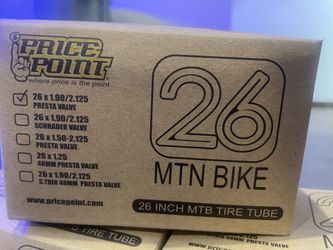 PRICE
POINT
where price is the point
26 x 1.90/2.125
PRESTA VALVE
26 x 1.90/2.125
SCHRADER VALVE
26 x 1.50-2.125
PRESTA VALVE
26 x 1.25
48MM PRESTA VALVE
26 x 1.90/2.125
S.THIN 48MM PRESTA VALVE
www.pricepoint.com
26
MTN BIKE
26 INCH MTB TIRE TUBE
TB TIRE TUBE